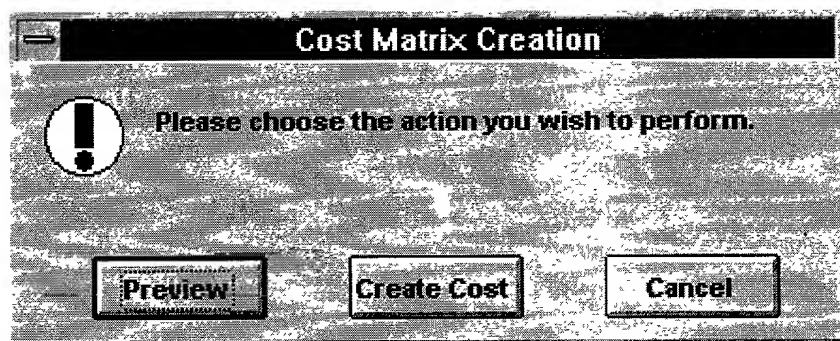 Cost Matrix Creation
Please choose the action you wish to perform.
Preview
Create Cost
Cancel